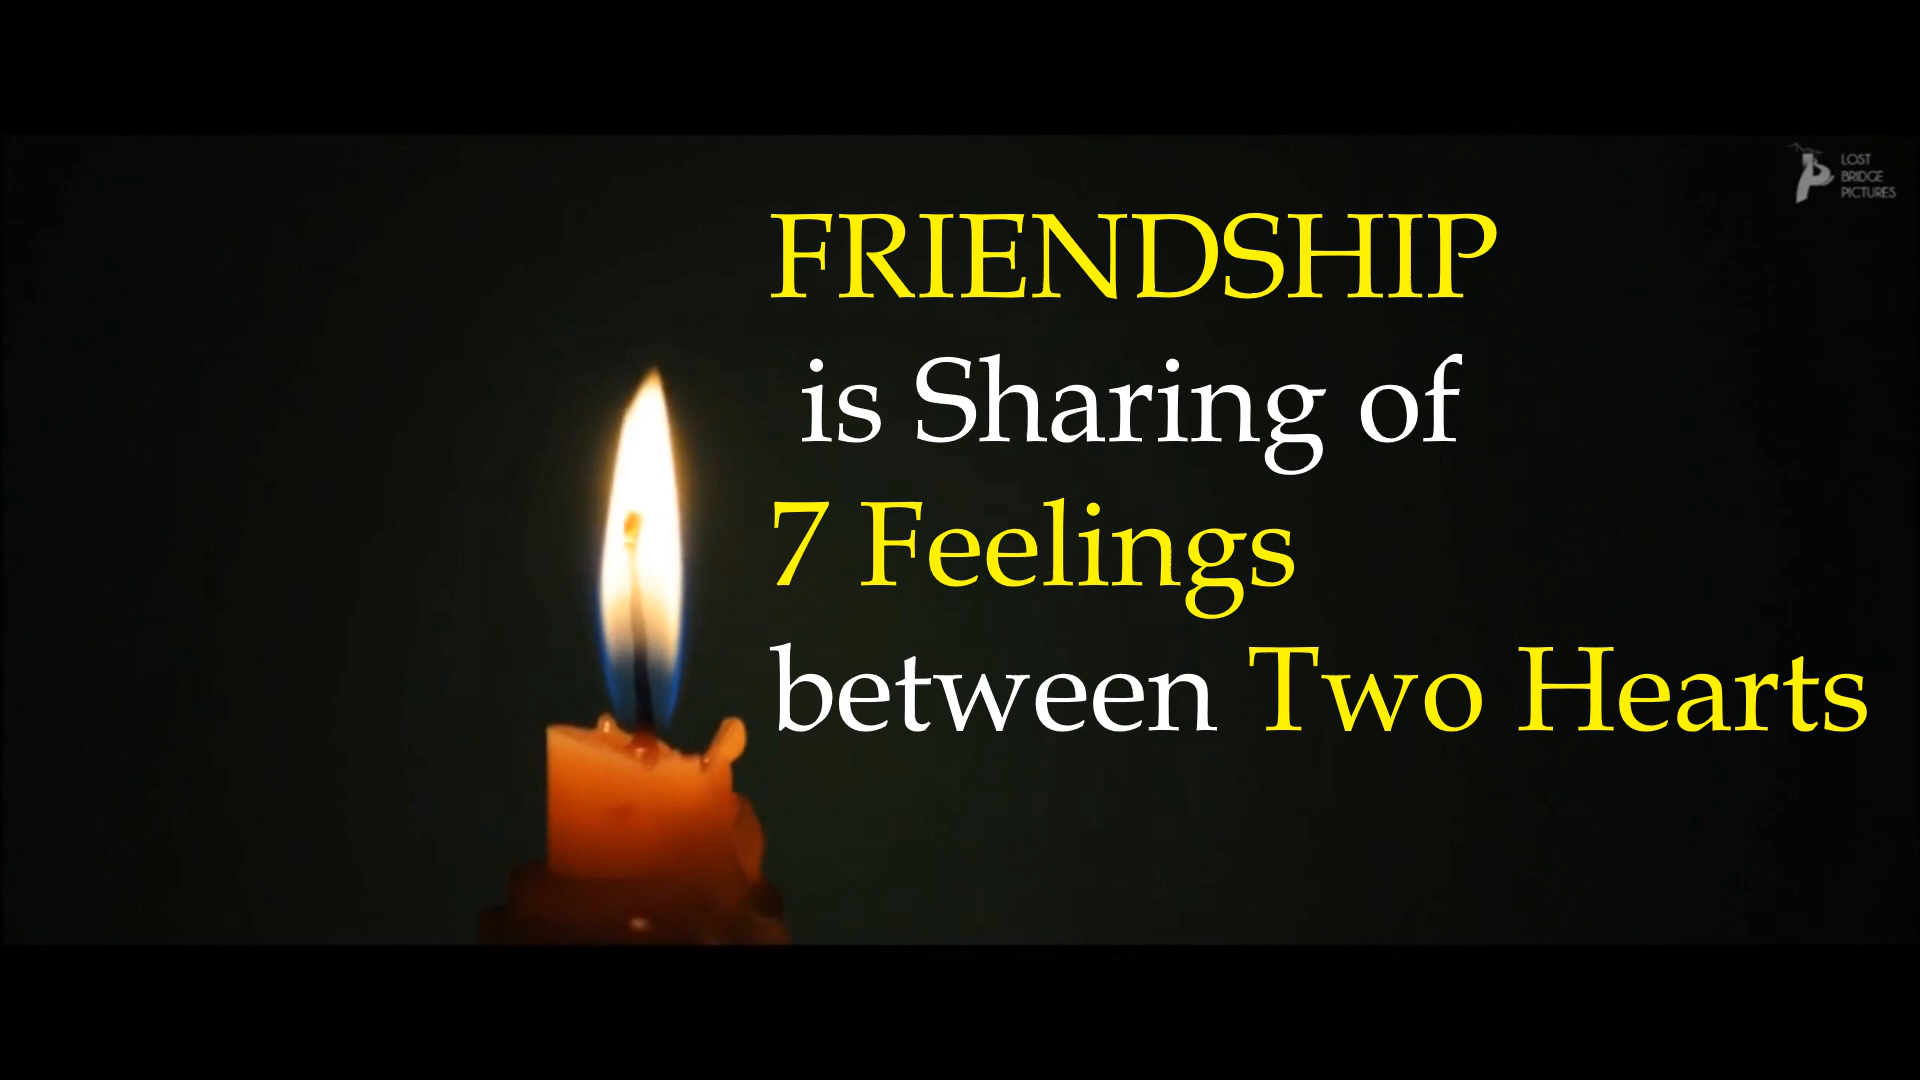 LOST
BRIDGE
PICTURES
FRIENDSHIP
is Sharing of
7 Feelings
between Two Hearts